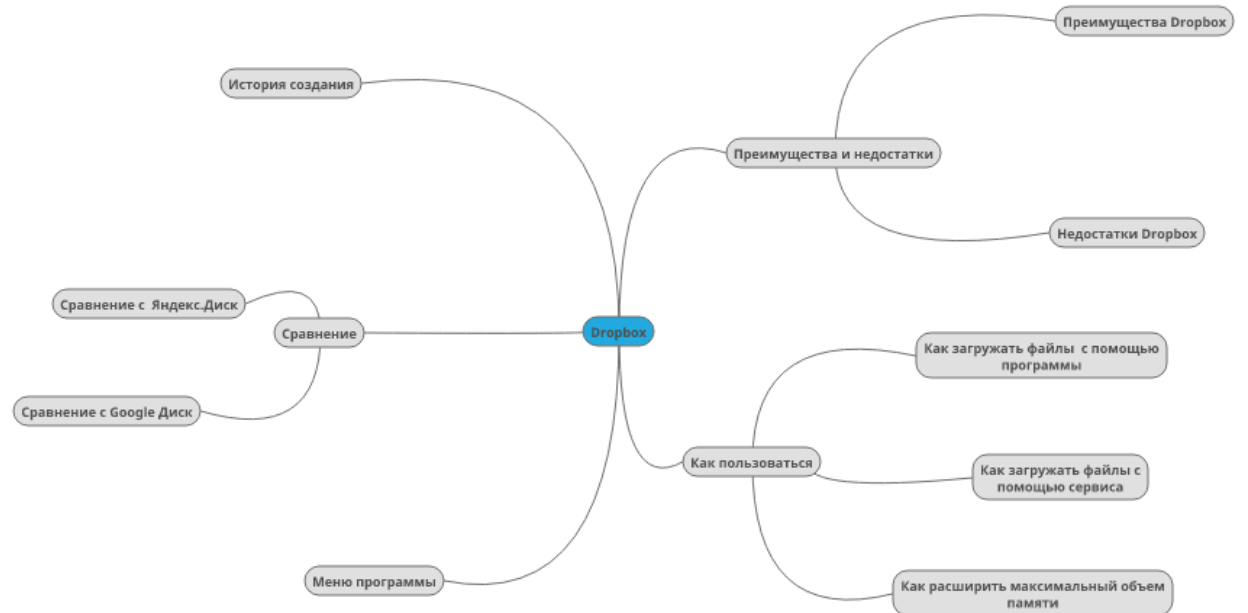 Преимущества Dropbox
История создания
Преимущества и недостатки
Недостатки Dropbox
Сравнение с  Яндекс.Диск
Сравнение
Dropbox
Как загружать файлы  с помощью
программы
Сравнение с Google Диск
Как пользоваться
Как загружать файлы с
помощью сервиса
Меню программы
Как расширить максимальный объем
памяти